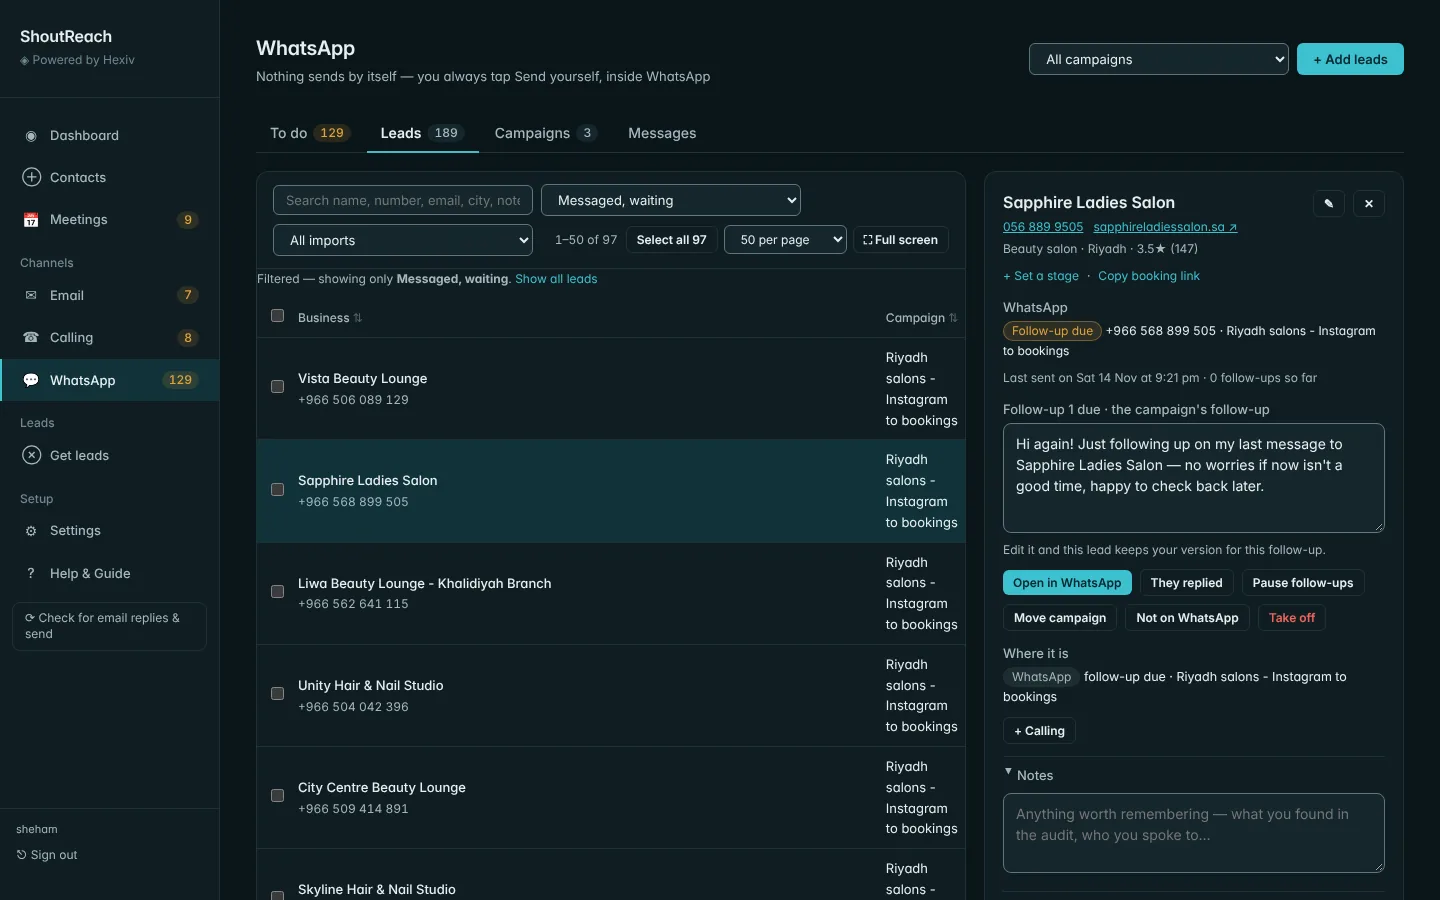 ShoutReach
◈ Powered by Hexiv
Dashboard
Contacts
Meetings 9
Channels
Email 7
Calling 8
WhatsApp 129
Leads
Get leads
Setup
Settings
? Help & Guide
⟳ Check for email replies &
send
sheham
Sign out
WhatsApp
Nothing sends by itself — you always tap Send yourself, inside WhatsApp
All campaigns
+ Add leads
To do 129
Leads 189
Campaigns 3
Messages
Search name, number, email, city, note
Messaged, waiting
All imports
1–50 of 97
Select all 97
50 per page
Full screen
Filtered — showing only Messaged, waiting. Show all leads
Business ⇅
Campaign ⇅
Vista Beauty Lounge
+966 506 089 129
Riyadh
salons -
Instagram
to bookings
Sapphire Ladies Salon
+966 568 899 505
Riyadh
salons -
Instagram
to bookings
Liwa Beauty Lounge - Khalidiyah Branch
+966 562 641 115
Riyadh
salons -
Instagram
to bookings
Unity Hair & Nail Studio
+966 504 042 396
Riyadh
salons -
Instagram
to bookings
City Centre Beauty Lounge
+966 509 414 891
Riyadh
salons -
Instagram
to bookings
Skyline Hair & Nail Studio
Riyadh
salons -
Sapphire Ladies Salon
056 889 9505 sapphireladiessalon.sa ↗
Beauty salon · Riyadh · 3.5★ (147)
+ Set a stage · Copy booking link
WhatsApp
Follow-up due +966 568 899 505 · Riyadh salons - Instagram
to bookings
Last sent on Sat 14 Nov at 9:21 pm · 0 follow-ups so far
Follow-up 1 due · the campaign's follow-up
Hi again! Just following up on my last message to
Sapphire Ladies Salon — no worries if now isn't a
good time, happy to check back later.
Edit it and this lead keeps your version for this follow-up.
Open in WhatsApp
They replied
Pause follow-ups
Move campaign
Not on WhatsApp
Take off
Where it is
WhatsApp follow-up due · Riyadh salons - Instagram to
bookings
+ Calling
▼ Notes
Anything worth remembering — what you found in
the audit, who you spoke to...